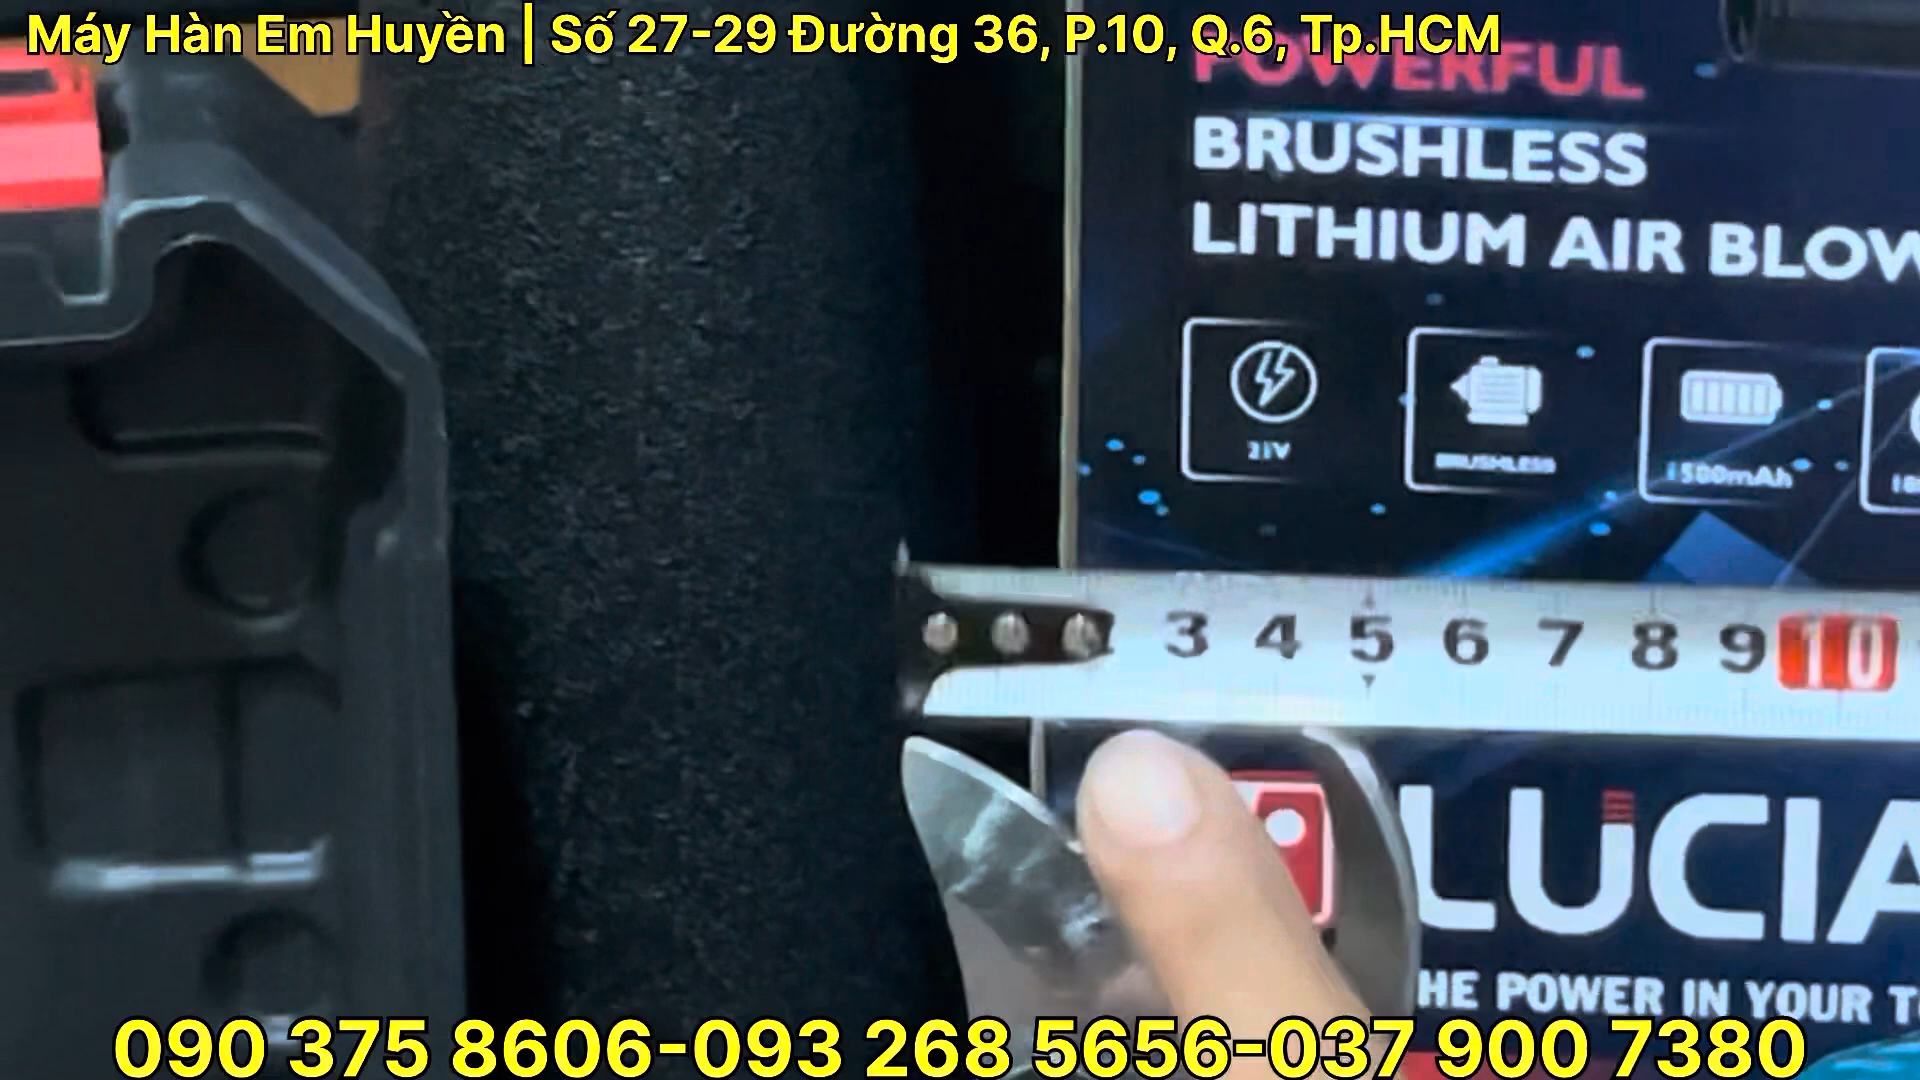 Máy Hàn Em Huyền | Số 27-29 Đường 36, P.10, Q.6, Tp.HCM
POWERFUL
BRUSHLESS
LITHIUM AIR BLOW
21V
BRUSHLESS
1500mAh
3 4 5 6 7 8 9 10
LUCIA
HE POWER IN YOUR
090 375 8606-093 268 5656-037 900 7380